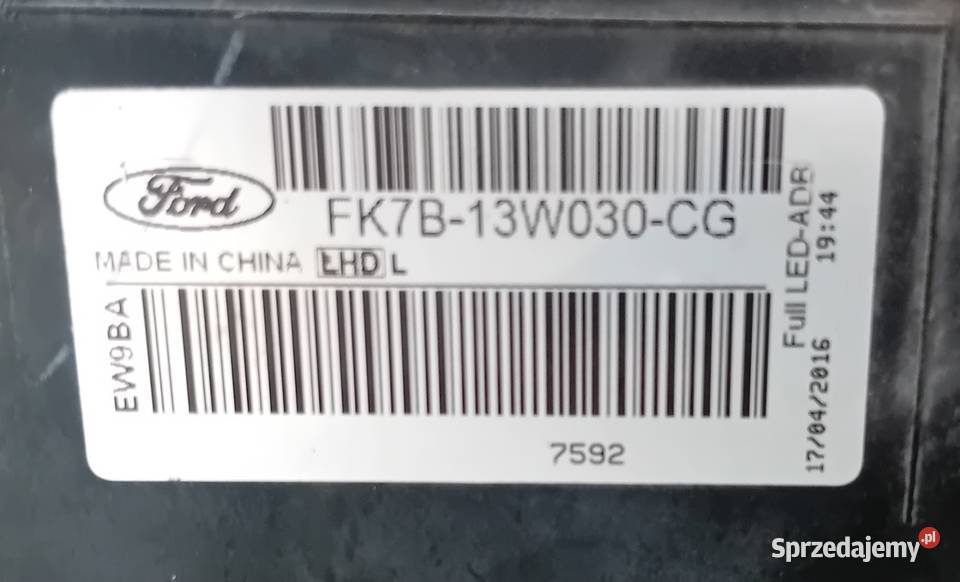 Ford
FK7B-13W030-CG
MADE IN CHINA LHD L
EW9BA
7592
Full LED-ADB
17/04/2016 19:44
Sprzedajemy.pl